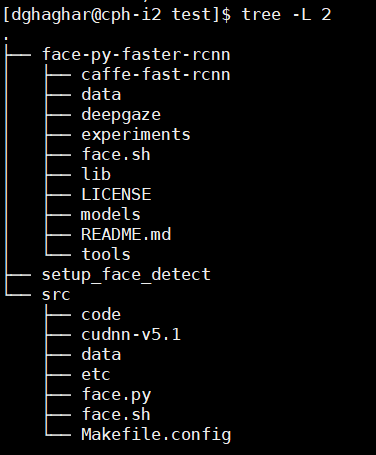 [dghaghar@cph-i2 test]$ tree -L 2
.
├── face-py-faster-rcnn
│   ├── caffe-fast-rcnn
│   ├── data
│   ├── deepgaze
│   ├── experiments
│   ├── face.sh
│   ├── lib
│   ├── LICENSE
│   ├── models
│   ├── README.md
│   └── tools
├── setup_face_detect
└── src
    ├── code
    ├── cudnn-v5.1
    ├── data
    ├── etc
    ├── face.py
    ├── face.sh
    └── Makefile.config